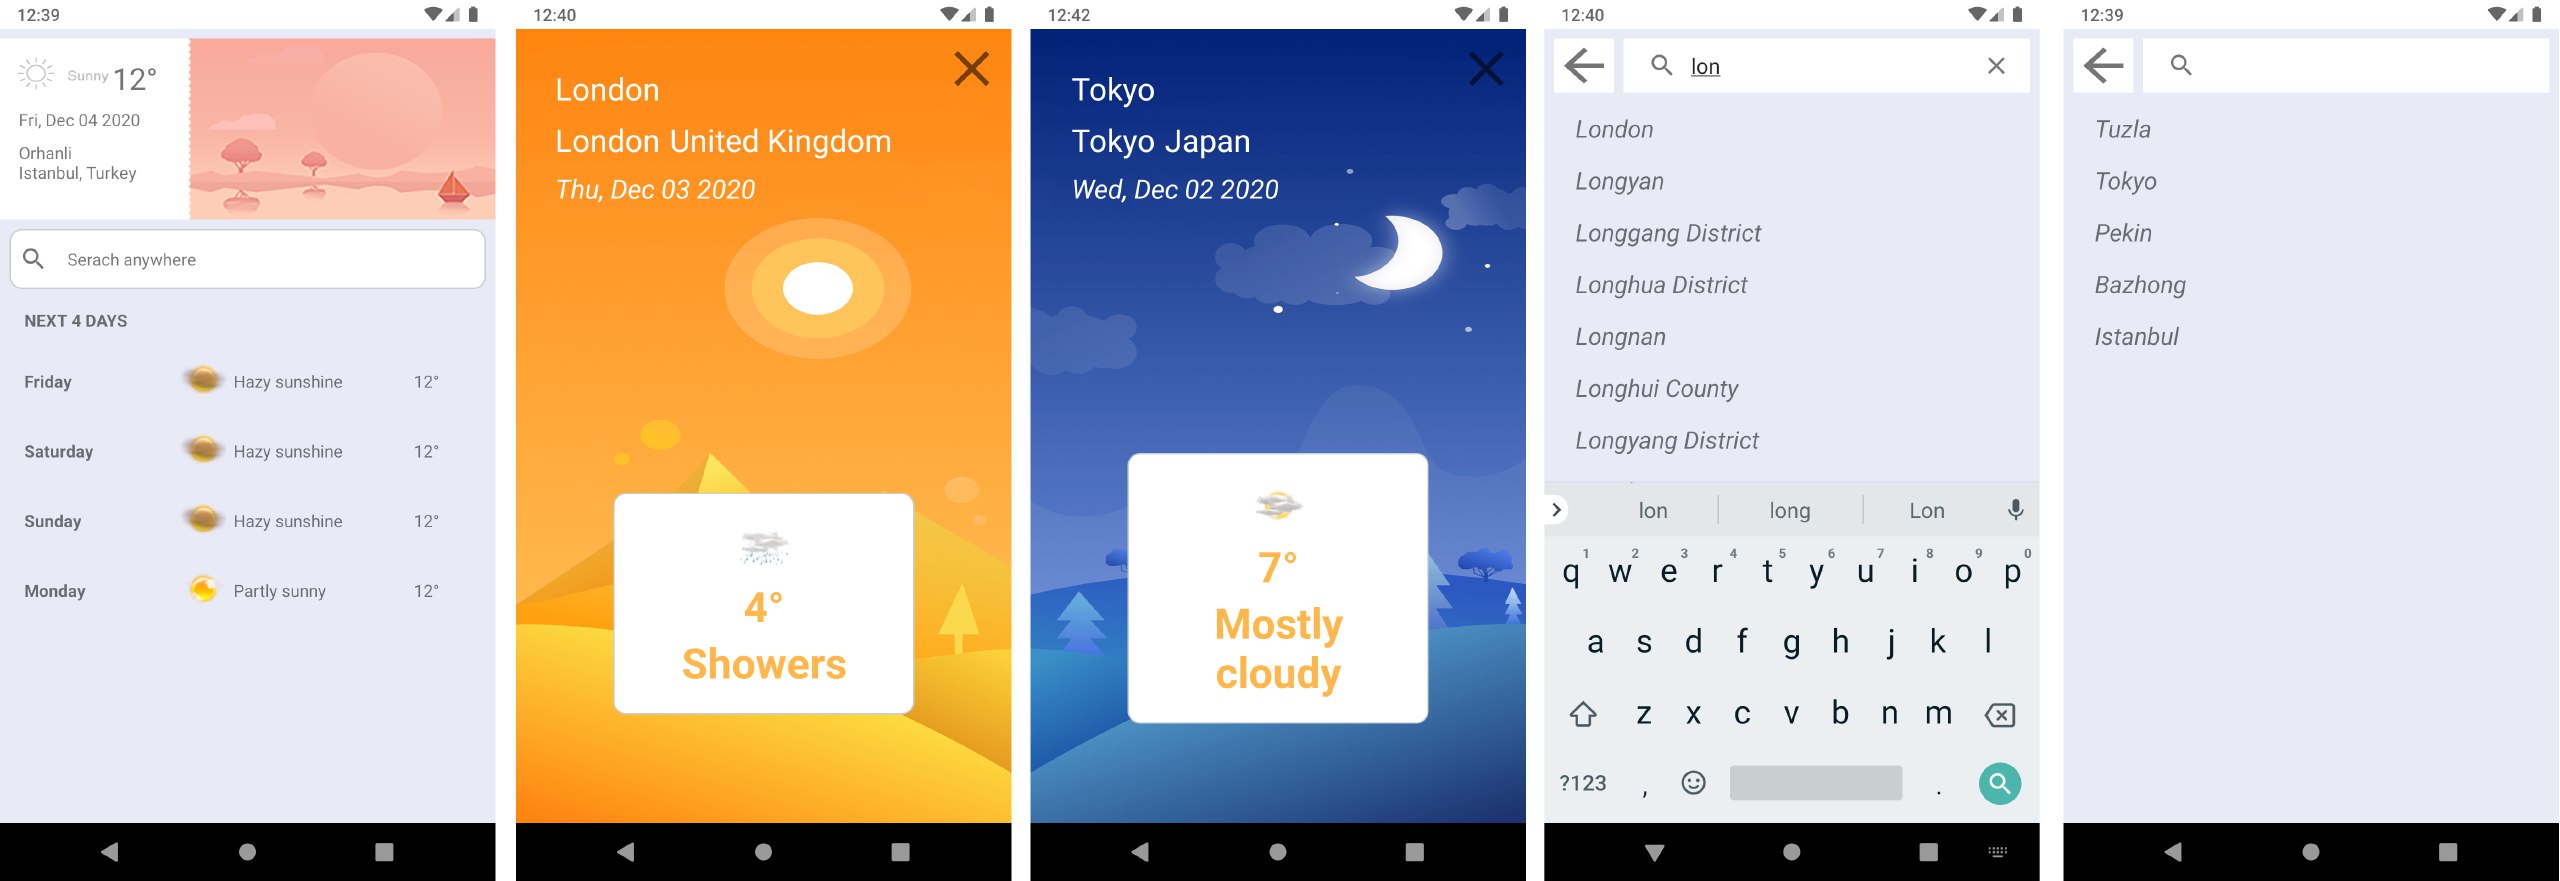 12:39
Sunny 12°
Fri, Dec 04 2020
Orhanli
Istanbul, Turkey
Serach anywhere
NEXT 4 DAYS
Friday Hazy sunshine 12°
Saturday Hazy sunshine 12°
Sunday Hazy sunshine 12°
Monday Partly sunny 12°
12:40
London
London United Kingdom
Thu, Dec 03 2020
4°
Showers
12:42
Tokyo
Tokyo Japan
Wed, Dec 02 2020
7°
Mostly
cloudy
12:40
lon
London
Longyan
Longgang District
Longhua District
Longnan
Longhui County
Longyang District
lon long Lon
1 2 3 4 5 6 7 8 9 0
q w e r t y u i o p
a s d f g h j k l
z x c v b n m
?123 , .
12:39
Tuzla
Tokyo
Pekin
Bazhong
Istanbul